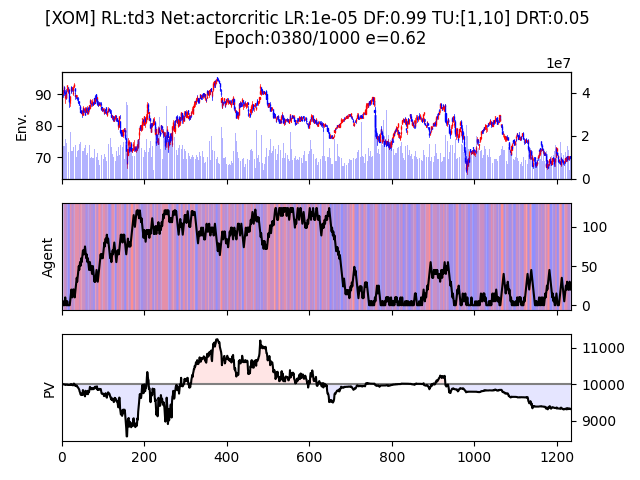 [XOM] RL:td3 Net:actorcritic LR:1e-05 DF:0.99 TU:[1,10] DRT:0.05
Epoch:0380/1000 e=0.62
1e7
90
80
70
Env.
4
2
0
Agent
100
50
0
PV
11000
10000
9000
0 200 400 600 800 1000 1200